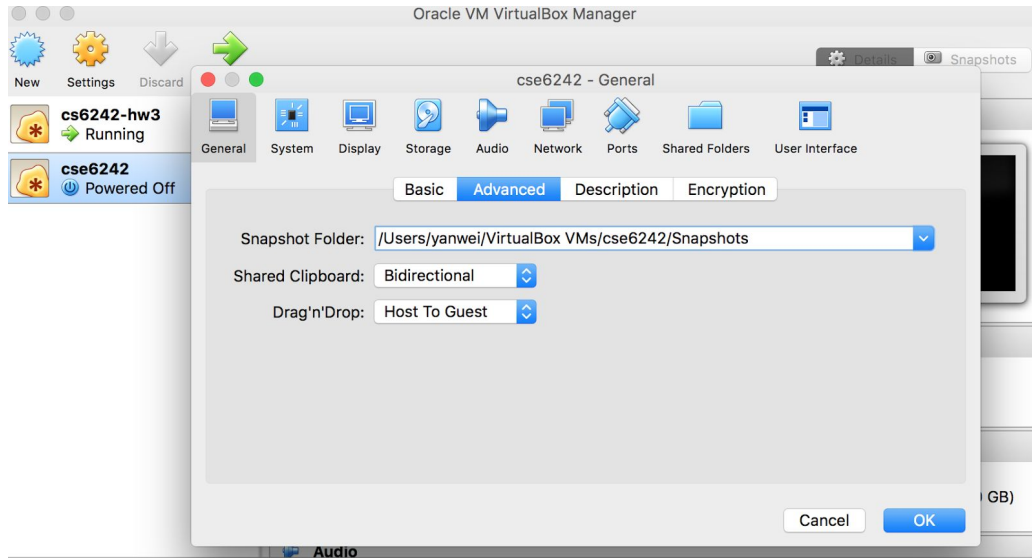 Oracle VM VirtualBox Manager
New Settings Discard
Details Snapshots
cs6242-hw3
Running
cse6242
Powered Off
cse6242 - General
General System Display Storage Audio Network Ports Shared Folders User Interface
Basic Advanced Description Encryption
Snapshot Folder: /Users/yanwei/VirtualBox VMs/cse6242/Snapshots
Shared Clipboard: Bidirectional
Drag'n'Drop: Host To Guest
GB)
Cancel OK
Audio